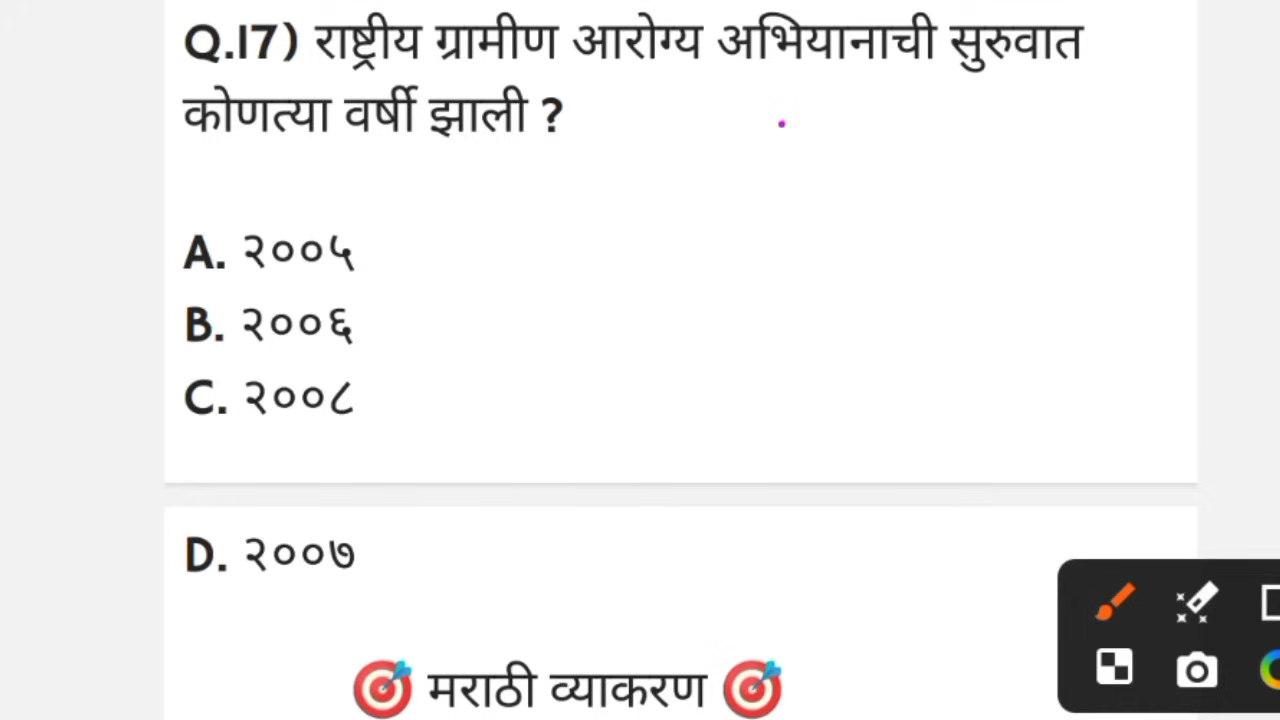 Q.17) राष्ट्रीय ग्रामीण आरोग्य अभियानाची सुरुवात
कोणत्या वर्षी झाली ?
A. २००५
B. २००६
C. २००८
D. २००७
🎯 मराठी व्याकरण 🎯